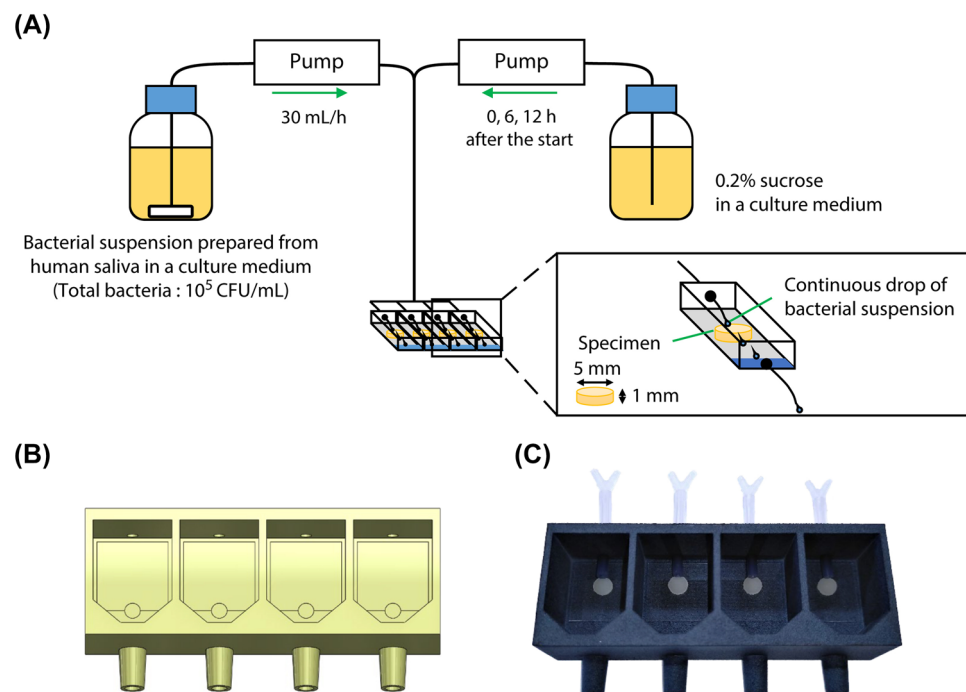 (A)
Pump
Pump
30 mL/h
0, 6, 12 h
after the start
0.2% sucrose
in a culture medium
Bacterial suspension prepared from
human saliva in a culture medium
(Total bacteria : 10⁵ CFU/mL)
Continuous drop of
bacterial suspension
Specimen
5 mm
1 mm
(B)
(C)